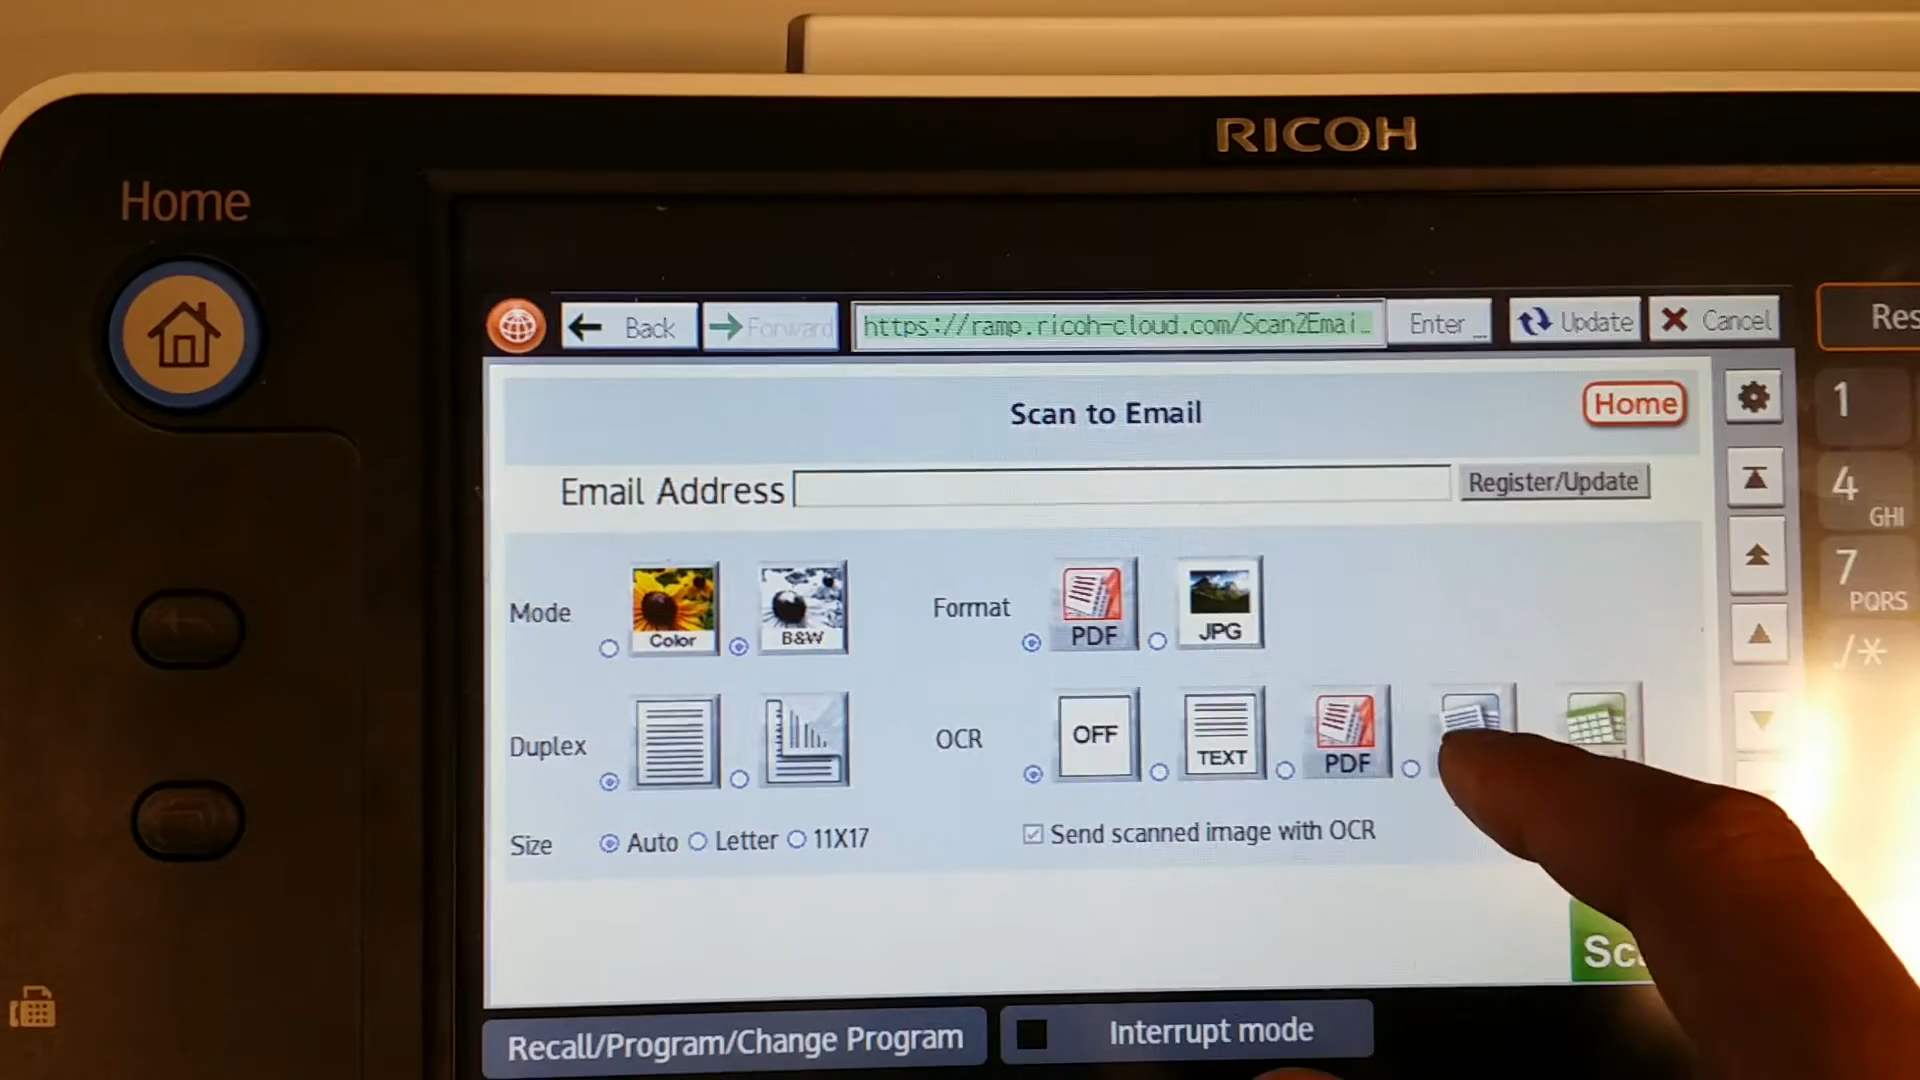 RICOH
Home
Back
Forward
https://ramp.ricoh-cloud.com/Scan2Emai…
Enter
Update
Cancel
Res
Scan to Email
Home
Email Address
Register/Update
Mode
Color
B&W
Format
PDF
JPG
Duplex
OCR
OFF
TEXT
PDF
Size
Auto
Letter
11X17
Send scanned image with OCR
Sc
Recall/Program/Change Program
Interrupt mode
1
4
GHI
7
PQRS
./*